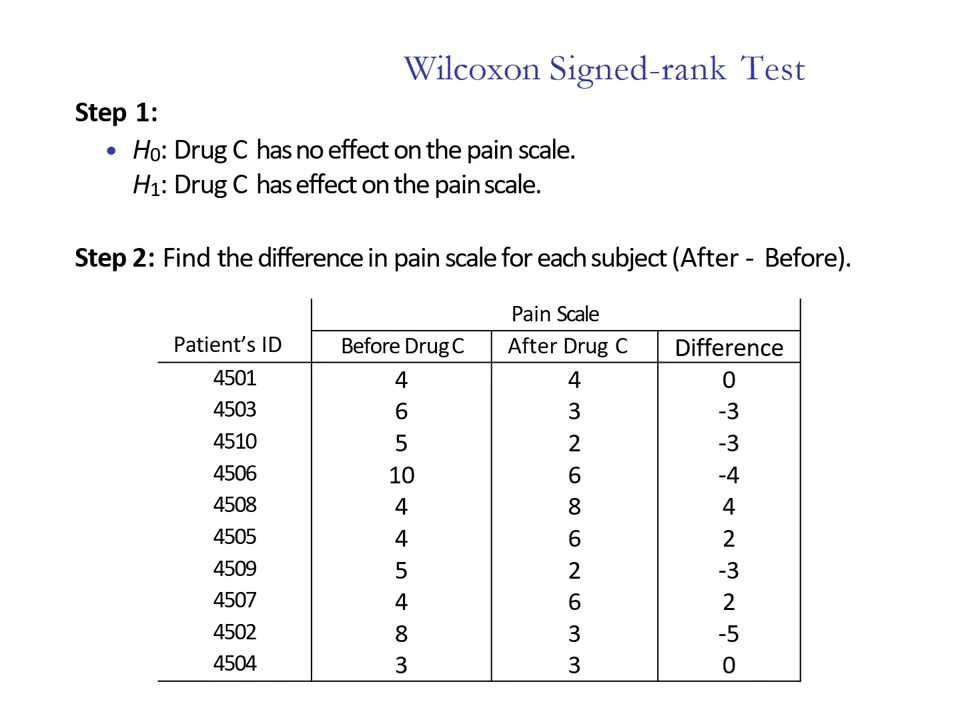 Wilcoxon Signed-rank Test
Step 1:
• H0: Drug C has no effect on the pain scale.
H1: Drug C has effect on the pain scale.
Step 2: Find the difference in pain scale for each subject (After - Before).
Pain Scale
Patient's ID Before Drug C After Drug C Difference
4501 4 4 0
4503 6 3 -3
4510 5 2 -3
4506 10 6 -4
4508 4 8 4
4505 4 6 2
4509 5 2 -3
4507 4 6 2
4502 8 3 -5
4504 3 3 0